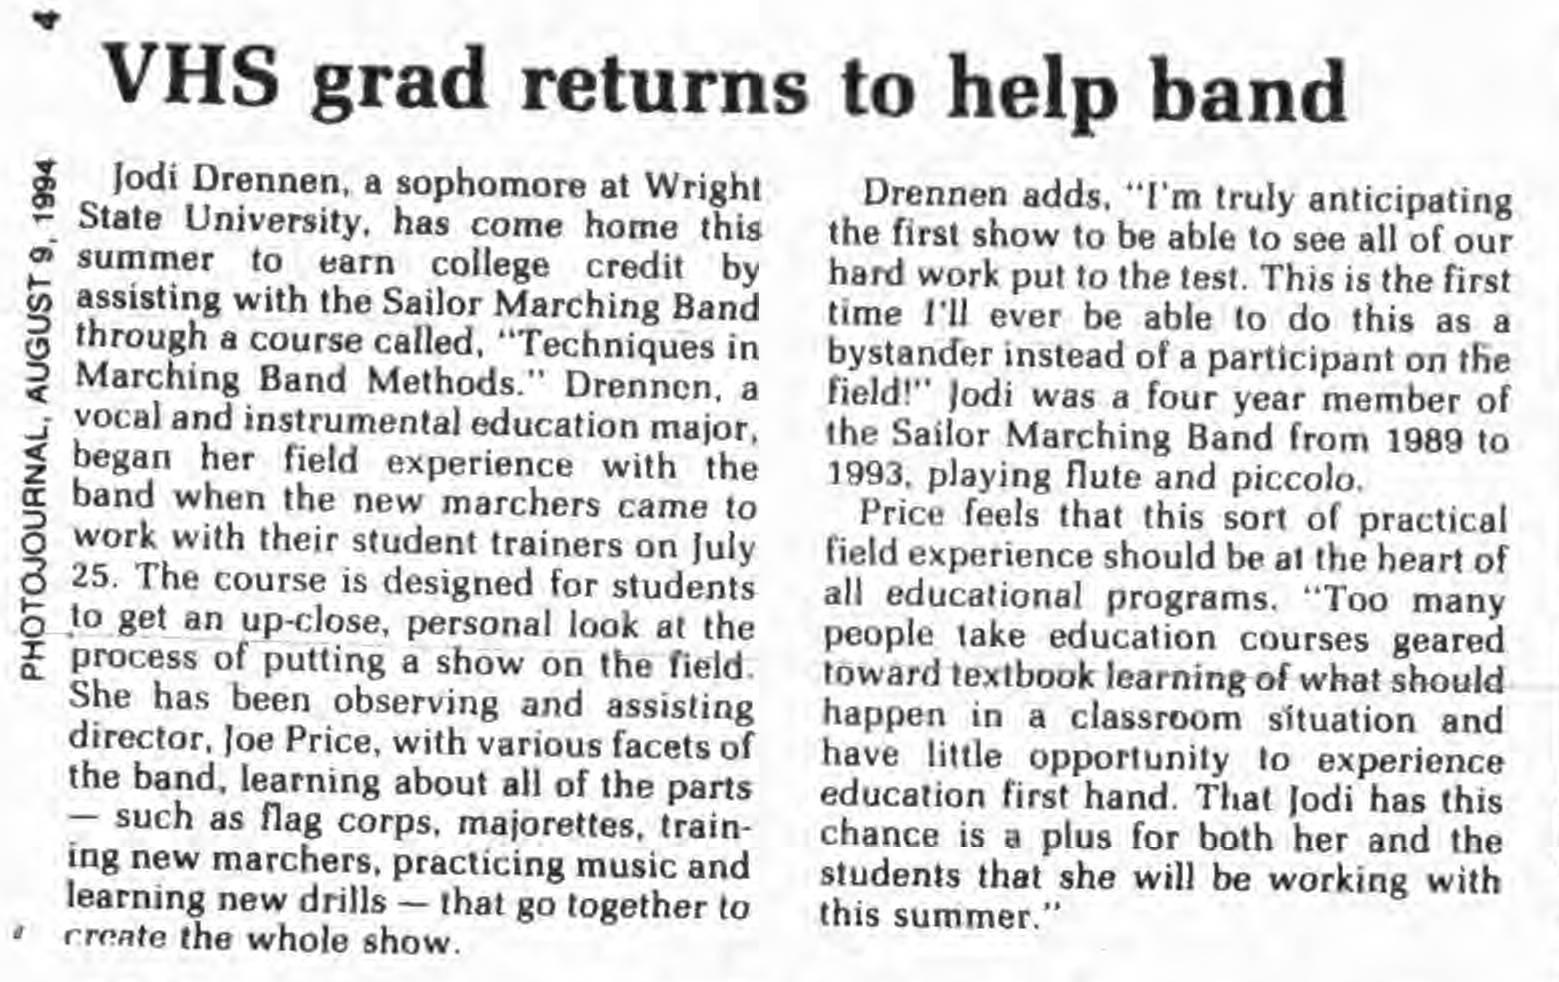 4
VHS grad returns to help band
PHOTOJOURNAL, AUGUST 9, 1994
Jodi Drennen, a sophomore at Wright
State University, has come home this
summer to earn college credit by
assisting with the Sailor Marching Band
through a course called, "Techniques in
Marching Band Methods." Drennen, a
vocal and instrumental education major,
began her field experience with the
band when the new marchers came to
work with their student trainers on July
25. The course is designed for students
to get an up-close, personal look at the
process of putting a show on the field.
She has been observing and assisting
director, Joe Price, with various facets of
the band, learning about all of the parts
— such as flag corps, majorettes, train-
ing new marchers, practicing music and
learning new drills — that go together to
create the whole show.
Drennen adds, "I'm truly anticipating
the first show to be able to see all of our
hard work put to the test. This is the first
time I'll ever be able to do this as a
bystander instead of a participant on the
field!" Jodi was a four year member of
the Sailor Marching Band from 1989 to
1993, playing flute and piccolo.
Price feels that this sort of practical
field experience should be at the heart of
all educational programs. "Too many
people take education courses geared
toward textbook learning of what should
happen in a classroom situation and
have little opportunity to experience
education first hand. That Jodi has this
chance is a plus for both her and the
students that she will be working with
this summer."